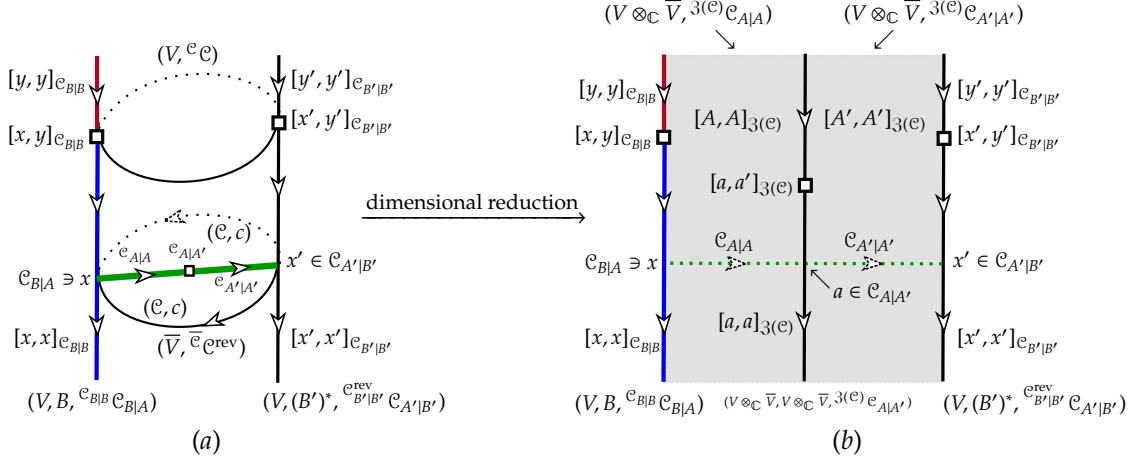 (V, ᶜC)
[y, y]_{C_{B|B}}
[y′, y′]_{C_{B′|B′}}
[x, y]_{C_{B|B}}
[x′, y′]_{C_{B′|B′}}
(C, c)
C_{A|A}
C_{A|A′}
C_{A′|A′}
C_{B|A} ∋ x
x′ ∈ C_{A′|B′}
(C, c)
[x, x]_{C_{B|B}}
(V̄, ^{C̄}C^{rev})
[x′, x′]_{C_{B′|B′}}
(V, B, ^{C_{B|B}}C_{B|A})
(V, (B′)*, ^{C^{rev}_{B′|B′}}C_{A′|B′})
(a)
dimensional reduction
(V ⊗_ℂ V̄, ^{ℨ(C)}C_{A|A})
(V ⊗_ℂ V̄, ^{ℨ(C)}C_{A′|A′})
[y, y]_{C_{B|B}}
[y′, y′]_{C_{B′|B′}}
[A, A]_{ℨ(C)}
[A′, A′]_{ℨ(C)}
[x, y]_{C_{B|B}}
[x′, y′]_{C_{B′|B′}}
[a, a′]_{ℨ(C)}
C_{A|A}
C_{A′|A′}
C_{B|A} ∋ x
x′ ∈ C_{A′|B′}
a ∈ C_{A|A′}
[x, x]_{C_{B|B}}
[a, a]_{ℨ(C)}
[x′, x′]_{C_{B′|B′}}
(V, B, ^{C_{B|B}}C_{B|A})
(V ⊗_ℂ V̄, V ⊗_ℂ V̄, ^{ℨ(C)}C_{A|A′})
(V, (B′)*, ^{C^{rev}_{B′|B′}}C_{A′|B′})
(b)